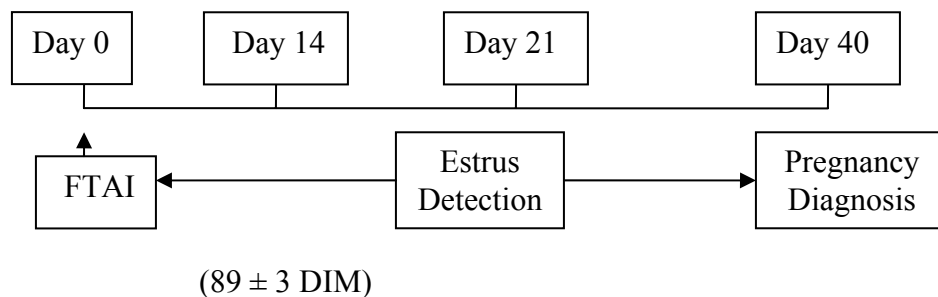 Day 0
Day 14
Day 21
Day 40
FTAI
Estrus
Detection
Pregnancy
Diagnosis
(89 ± 3 DIM)